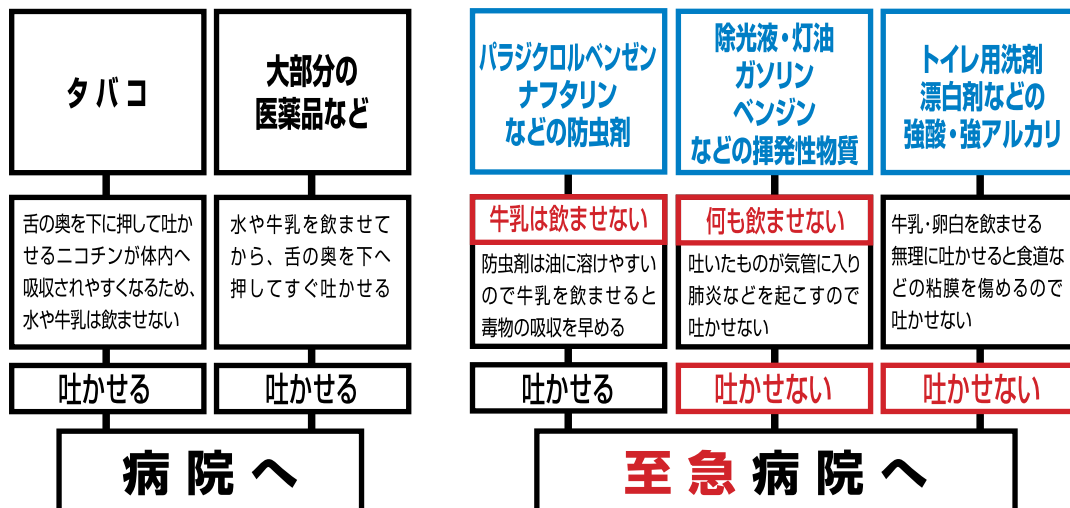 タバコ
大部分の
医薬品など
パラジクロルベンゼン
ナフタリン
などの防虫剤
除光液・灯油
ガソリン
ベンジン
などの揮発性物質
トイレ用洗剤
漂白剤などの
強酸・強アルカリ
舌の奥を下に押して吐か
せるニコチンが体内へ
吸収されやすくなるため、
水や牛乳は飲ませない
水や牛乳を飲ませて
から、舌の奥を下へ
押してすぐ吐かせる
牛乳は飲ませない
防虫剤は油に溶けやすい
ので牛乳を飲ませると
毒物の吸収を早める
何も飲ませない
吐いたものが気管に入り
肺炎などを起こすので
吐かせない
牛乳・卵白を飲ませる
無理に吐かせると食道な
どの粘膜を傷めるので
吐かせない
吐かせる
吐かせる
吐かせる
吐かせない
吐かせない
病院へ
至急病院へ